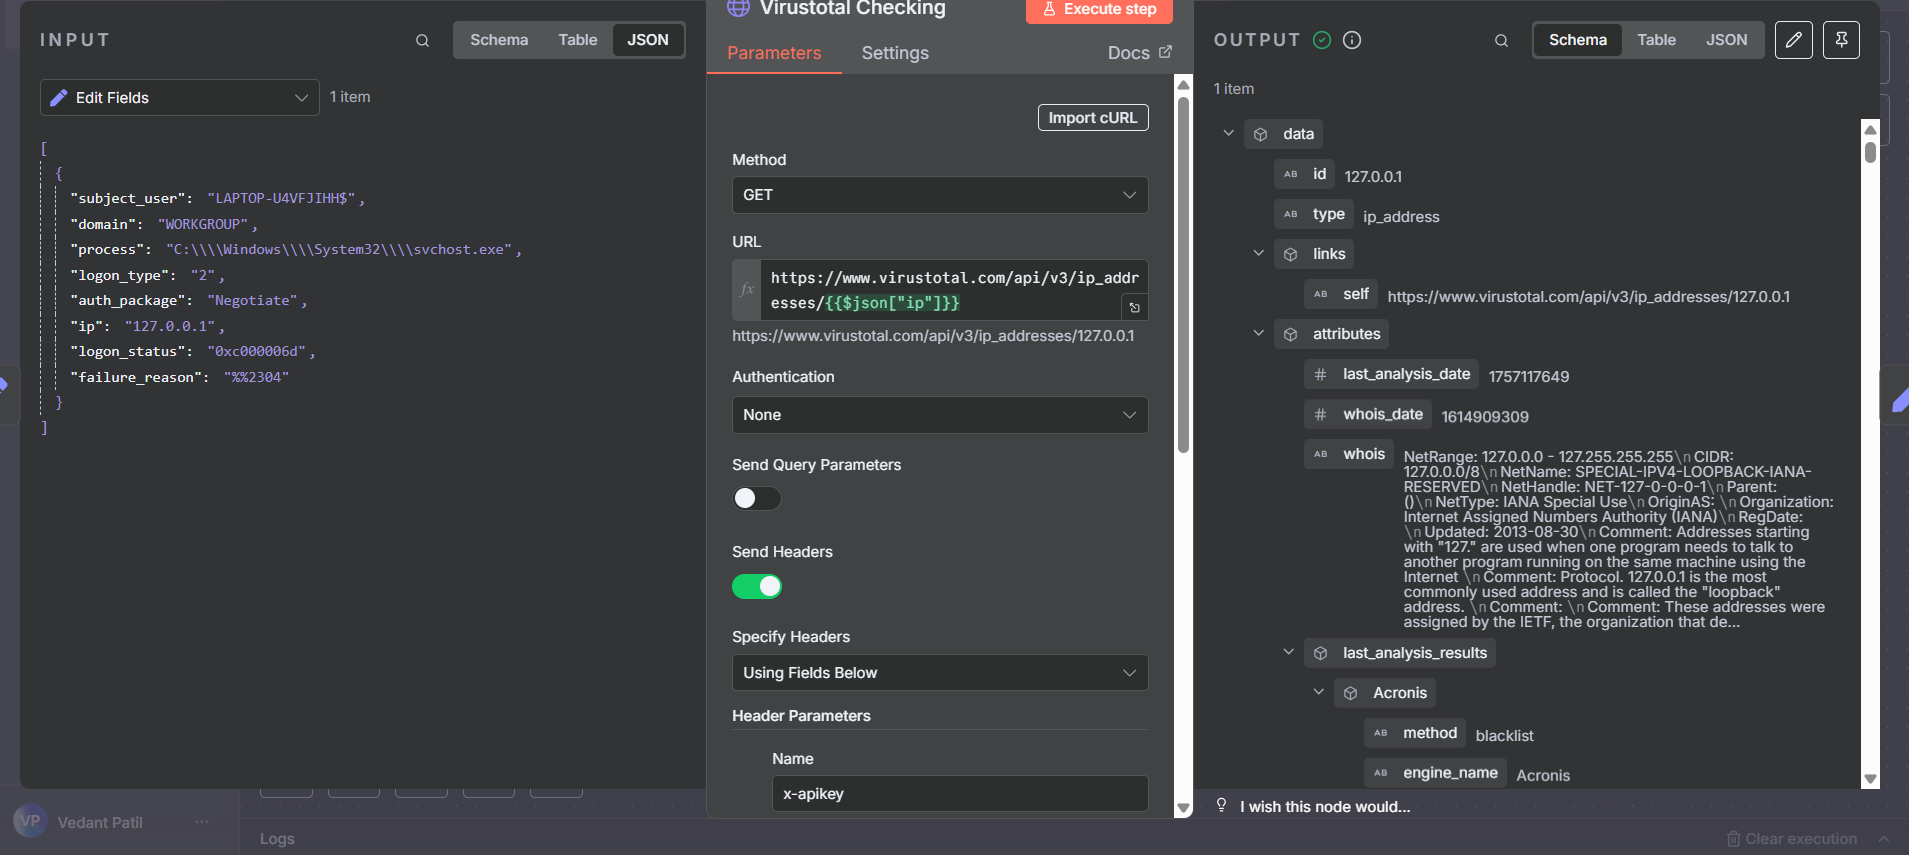 INPUT
Schema
Table
JSON
Edit Fields
1 item
[
{
"subject_user": "LAPTOP-U4VFJIHH$",
"domain": "WORKGROUP",
"process": "C:\\\\Windows\\\\System32\\\\svchost.exe",
"logon_type": "2",
"auth_package": "Negotiate",
"ip": "127.0.0.1",
"logon_status": "0xc000006d",
"failure_reason": "%%2304"
}
]
Virustotal Checking
Execute step
Parameters
Settings
Docs
Import cURL
Method
GET
URL
fx
https://www.virustotal.com/api/v3/ip_addr
esses/{{$json["ip"]}}
https://www.virustotal.com/api/v3/ip_addresses/127.0.0.1
Authentication
None
Send Query Parameters
Send Headers
Specify Headers
Using Fields Below
Header Parameters
Name
x-apikey
OUTPUT
Schema
Table
JSON
1 item
data
AB id 127.0.0.1
AB type ip_address
links
AB self https://www.virustotal.com/api/v3/ip_addresses/127.0.0.1
attributes
# last_analysis_date 1757117649
# whois_date 1614909309
AB whois NetRange: 127.0.0.0 - 127.255.255.255\n CIDR:
127.0.0.0/8\n NetName: SPECIAL-IPV4-LOOPBACK-IANA-
RESERVED\n NetHandle: NET-127-0-0-0-1\n Parent:
()\n NetType: IANA Special Use\n OriginAS: \n Organization:
Internet Assigned Numbers Authority (IANA)\n RegDate:
\n Updated: 2013-08-30\n Comment: Addresses starting
with "127." are used when one program needs to talk to
another program running on the same machine using the
Internet \n Comment: Protocol. 127.0.0.1 is the most
commonly used address and is called the "loopback"
address. \n Comment: \n Comment: These addresses were
assigned by the IETF, the organization that de...
last_analysis_results
Acronis
AB method blacklist
AB engine_name Acronis
I wish this node would...
VP
Vedant Patil
...
Logs
Clear execution